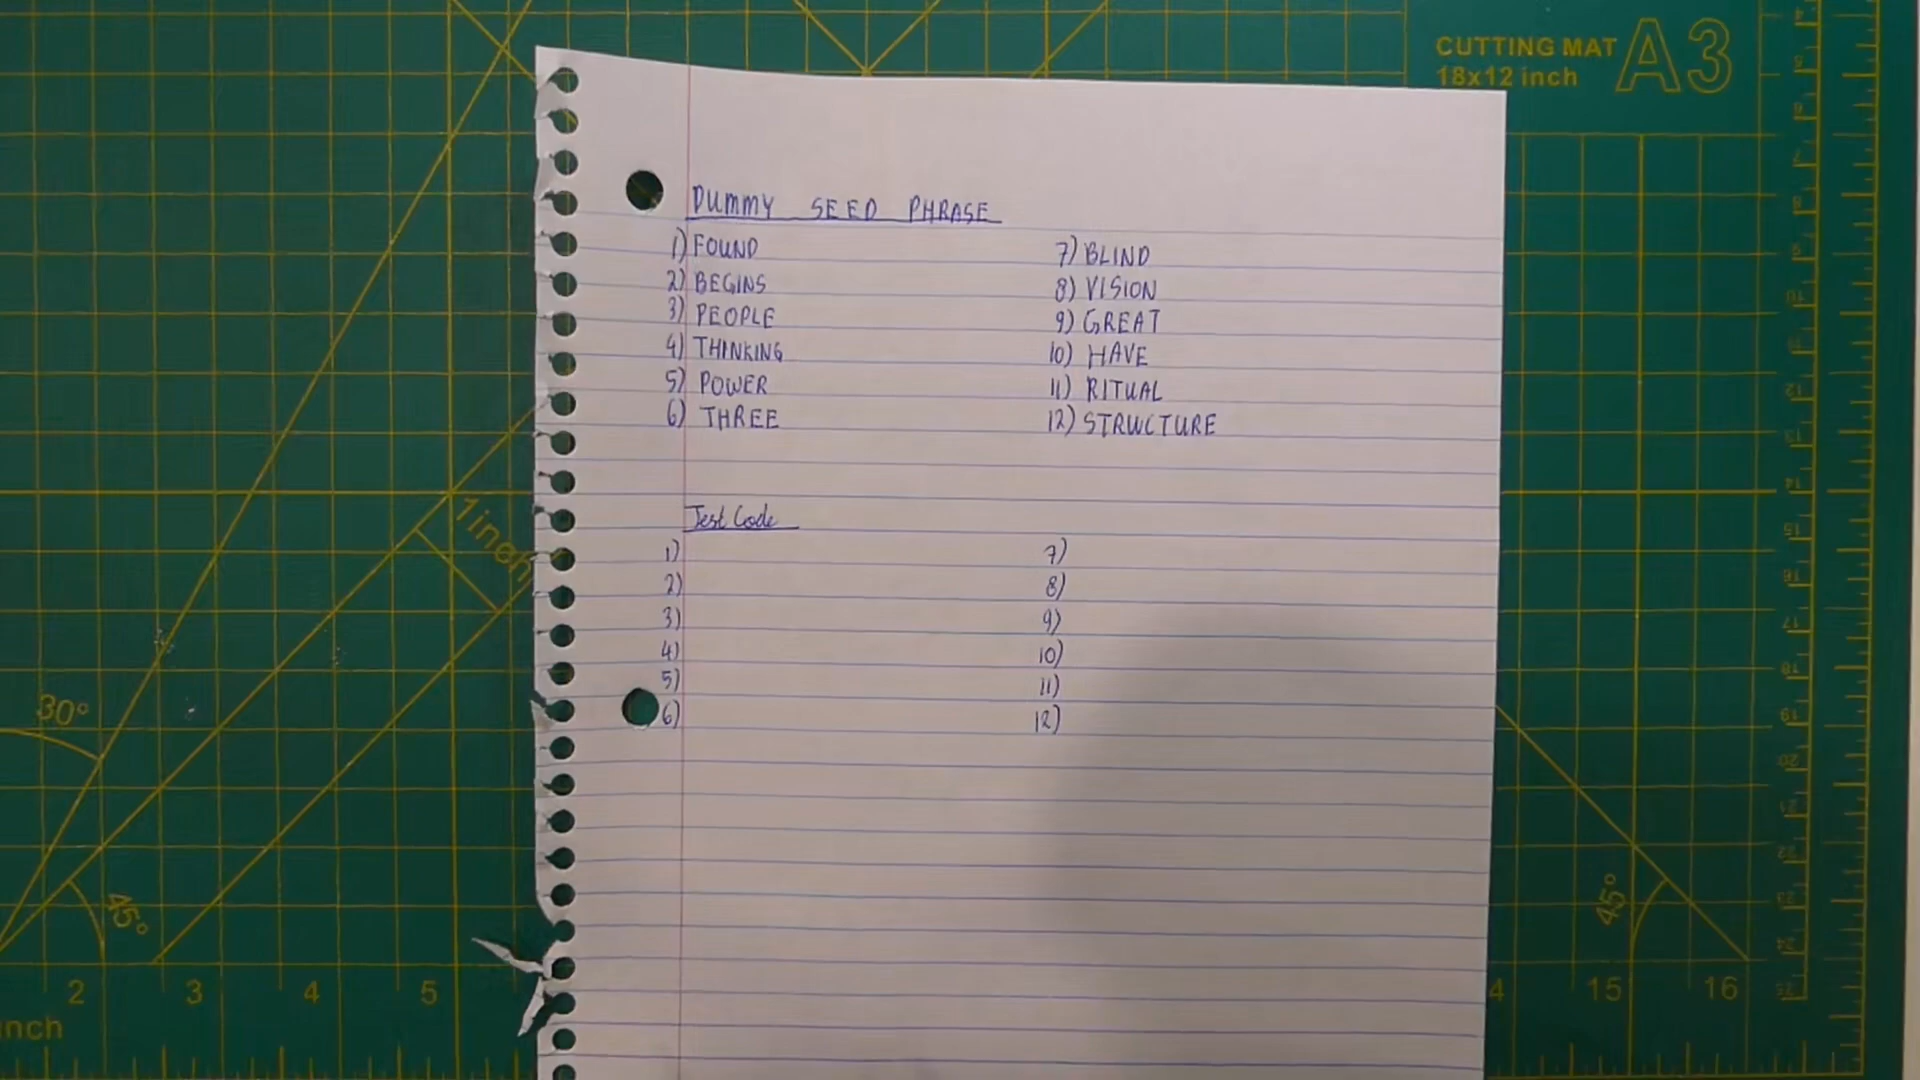 CUTTING MAT A3
18x12 inch
DUMMY SEED PHRASE
1) FOUND
2) BEGINS
3) PEOPLE
4) THINKING
5) POWER
6) THREE
7) BLIND
8) VISION
9) GREAT
10) HAVE
11) RITUAL
12) STRUCTURE
Test Code
1)
2)
3)
4)
5)
6)
7)
8)
9)
10)
11)
12)
1inch
30°
45°
45°
2 3 4 5 4 15 16
inch